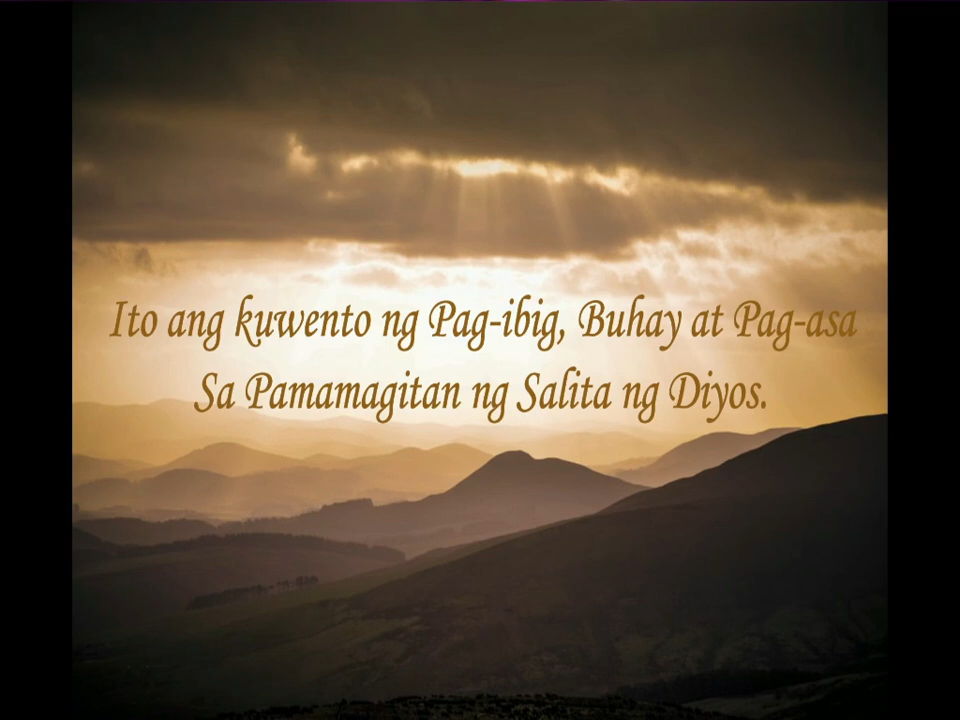 Ito ang kuwento ng Pag-ibig, Buhay at Pag-asa
Sa Pamamagitan ng Salita ng Diyos.